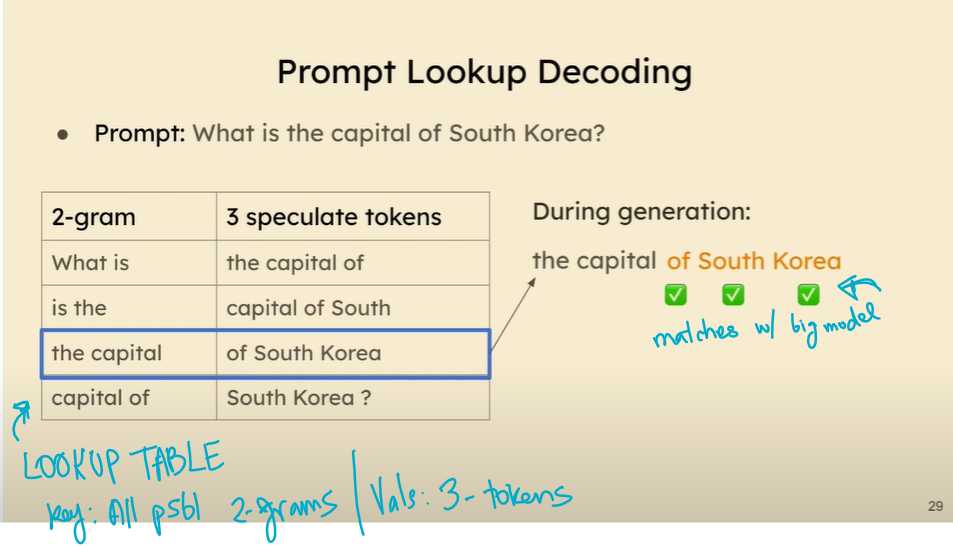 Prompt Lookup Decoding
● Prompt: What is the capital of South Korea?
2-gram 3 speculate tokens
What is the capital of
is the capital of South
the capital of South Korea
capital of South Korea ?
During generation:
the capital of South Korea
✅ ✅ ✅
matches w/ big model
LOOKUP TABLE
key: All psbl 2-grams | Vals: 3-tokens
29